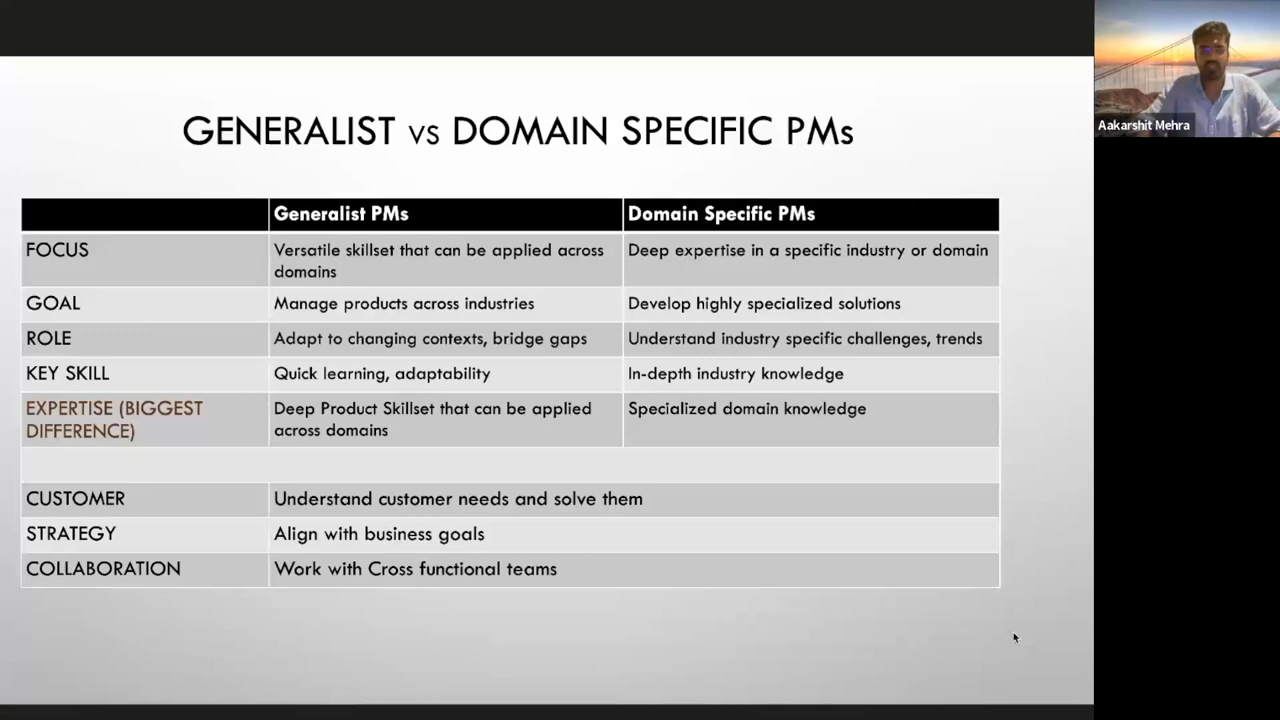 GENERALIST vs DOMAIN SPECIFIC PMs
Aakarshit Mehra
Generalist PMs
Domain Specific PMs
FOCUS
Versatile skillset that can be applied across
domains
Deep expertise in a specific industry or domain
GOAL
Manage products across industries
Develop highly specialized solutions
ROLE
Adapt to changing contexts, bridge gaps
Understand industry specific challenges, trends
KEY SKILL
Quick learning, adaptability
In-depth industry knowledge
EXPERTISE (BIGGEST
DIFFERENCE)
Deep Product Skillset that can be applied
across domains
Specialized domain knowledge
CUSTOMER
Understand customer needs and solve them
STRATEGY
Align with business goals
COLLABORATION
Work with Cross functional teams